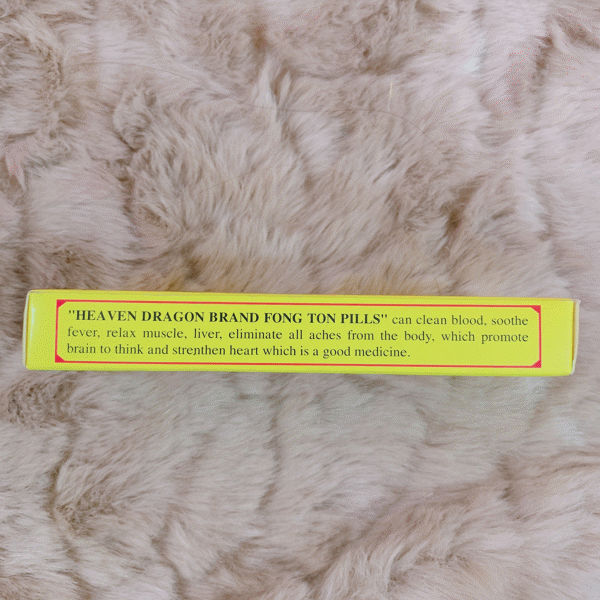 "HEAVEN DRAGON BRAND FONG TON PILLS" can clean blood, soothe
fever, relax muscle, liver, eliminate all aches from the body, which promote
brain to think and strenthen heart which is a good medicine.